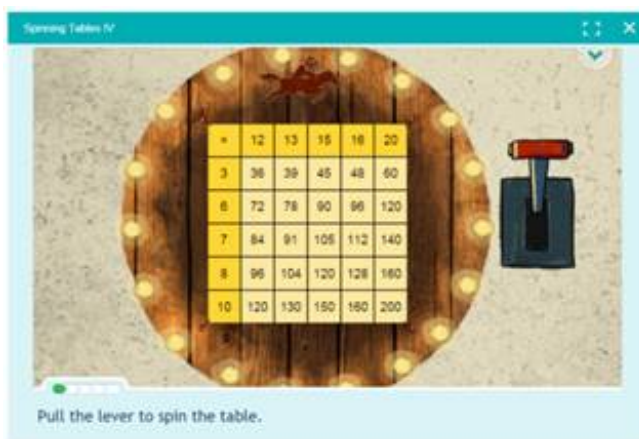 Spinning Tables IV
× 12 13 15 16 20
3 36 39 45 48 60
6 72 78 90 96 120
7 84 91 105 112 140
8 96 104 120 128 160
10 120 130 150 160 200
Pull the lever to spin the table.